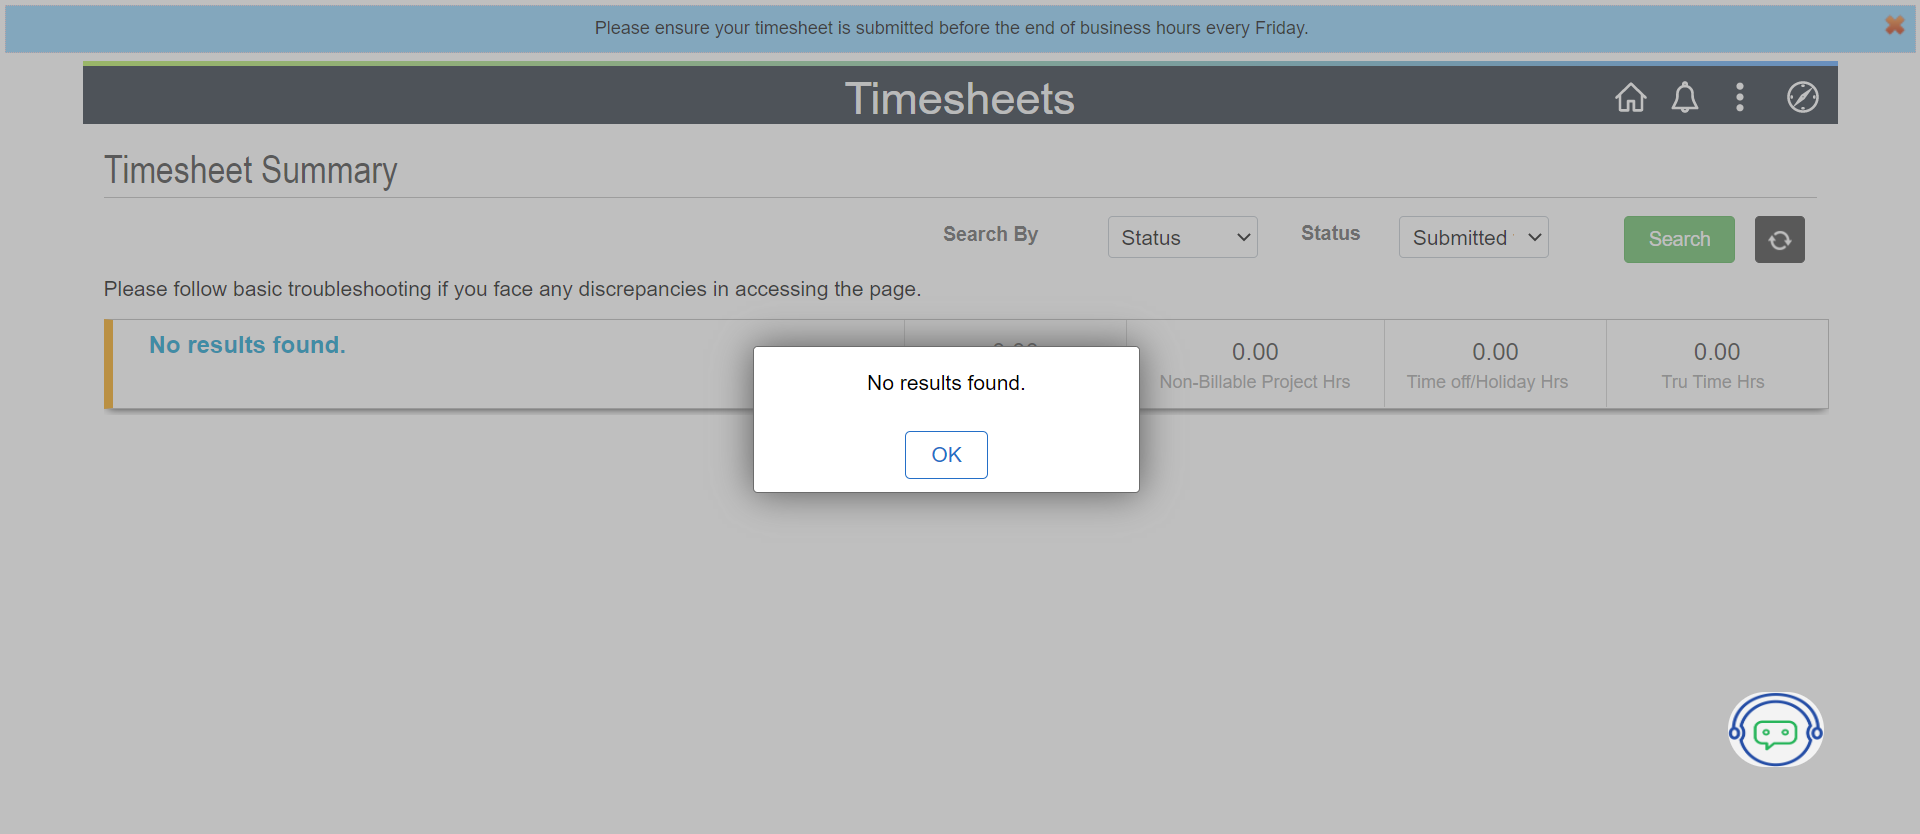 Please ensure your timesheet is submitted before the end of business hours every Friday.
Timesheets
Timesheet Summary
Search By
Status
Status
Submitted
Search
Please follow basic troubleshooting if you face any discrepancies in accessing the page.
No results found.
0.00
Non-Billable Project Hrs
0.00
Time off/Holiday Hrs
0.00
Tru Time Hrs
No results found.
OK